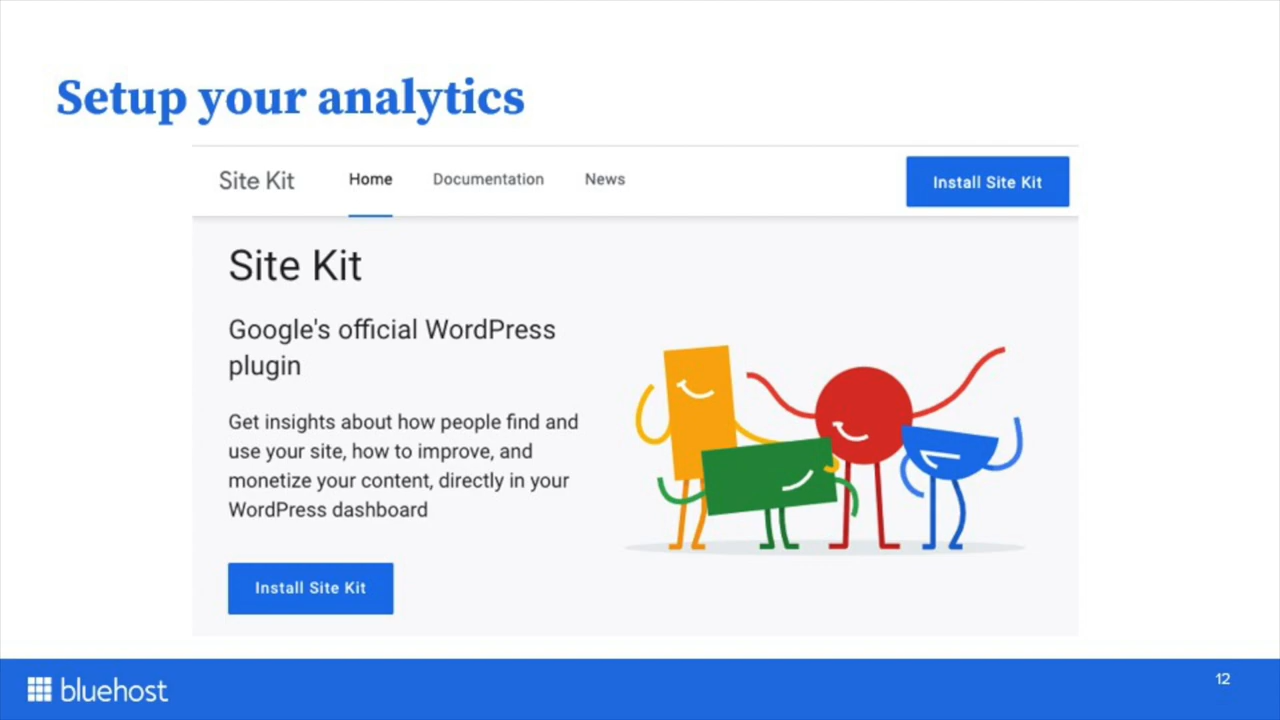 Setup your analytics
Site Kit
Home
Documentation
News
Install Site Kit
Site Kit
Google's official WordPress
plugin
Get insights about how people find and
use your site, how to improve, and
monetize your content, directly in your
WordPress dashboard
Install Site Kit
bluehost
12